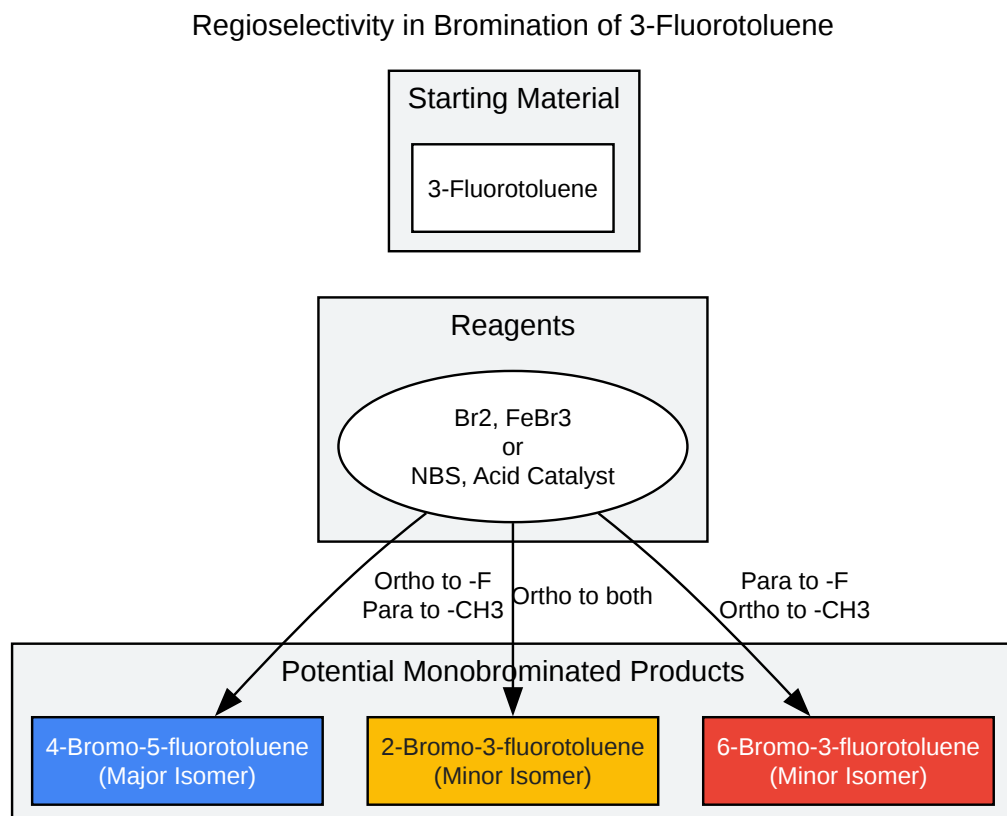 Regioselectivity in Bromination of 3-Fluorotoluene
Starting Material
3-Fluorotoluene
Reagents
Br2, FeBr3
or
NBS, Acid Catalyst
Ortho to -F
Para to -CH3
Ortho to both
Para to -F
Ortho to -CH3
Potential Monobrominated Products
4-Bromo-5-fluorotoluene
(Major Isomer)
2-Bromo-3-fluorotoluene
(Minor Isomer)
6-Bromo-3-fluorotoluene
(Minor Isomer)